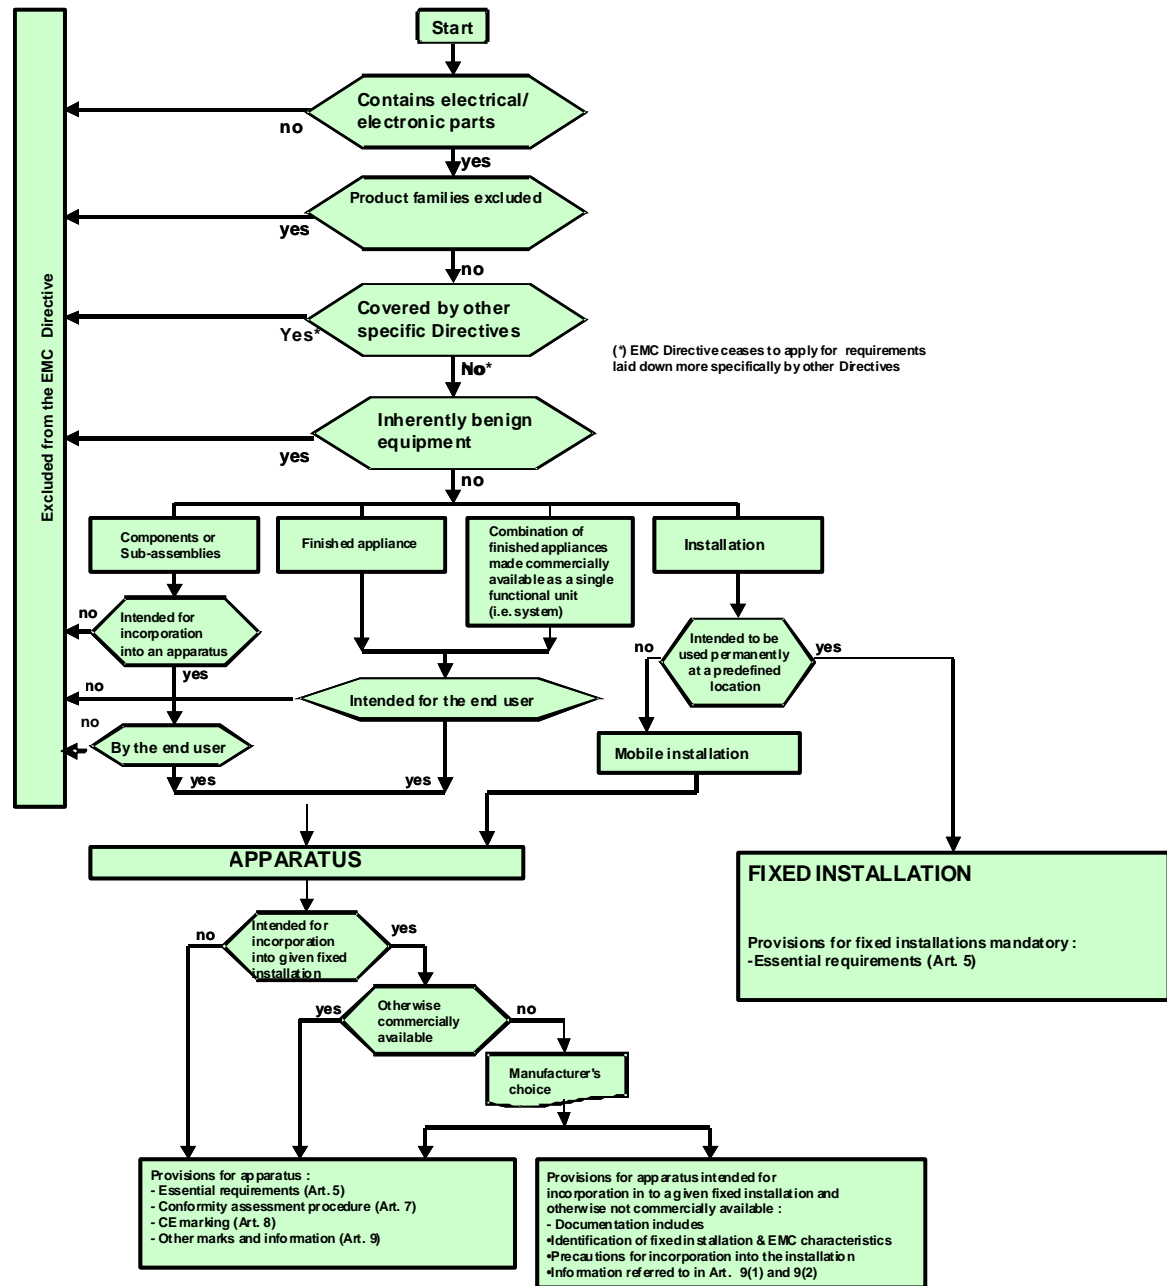 Start
Contains electrical/
electronic parts
no
yes
Product families excluded
yes
no
Excluded from the EMC Directive
Covered by other
specific Directives
Yes*
No*
(*) EMC Directive ceases to apply for requirements
laid down more specifically by other Directives
Inherently benign
equipment
yes
no
Components or
Sub-assemblies
Finished appliance
Combination of
finished appliances
made commercially
available as a single
functional unit
(i.e. system)
Installation
no
Intended for
incorporation
into an apparatus
yes
no
Intended to be
used permanently
at a predefined
location
yes
no
Intended for the end user
no
By the end user
Mobile installation
yes
yes
APPARATUS
FIXED INSTALLATION
Provisions for fixed installations mandatory :
-Essential requirements (Art. 5)
no
Intended for
incorporation
into given fixed
installation
yes
yes
Otherwise
commercially
available
no
Manufacturer's
choice
Provisions for apparatus :
- Essential requirements (Art. 5)
- Conformity assessment procedure (Art. 7)
- CE marking (Art. 8)
- Other marks and information (Art. 9)
Provisions for apparatus intended for
incorporation in to a given fixed installation and
otherwise not commercially available :
- Documentation includes
•Identification of fixed installation & EMC characteristics
•Precautions for incorporation into the installation
•Information referred to in Art. 9(1) and 9(2)